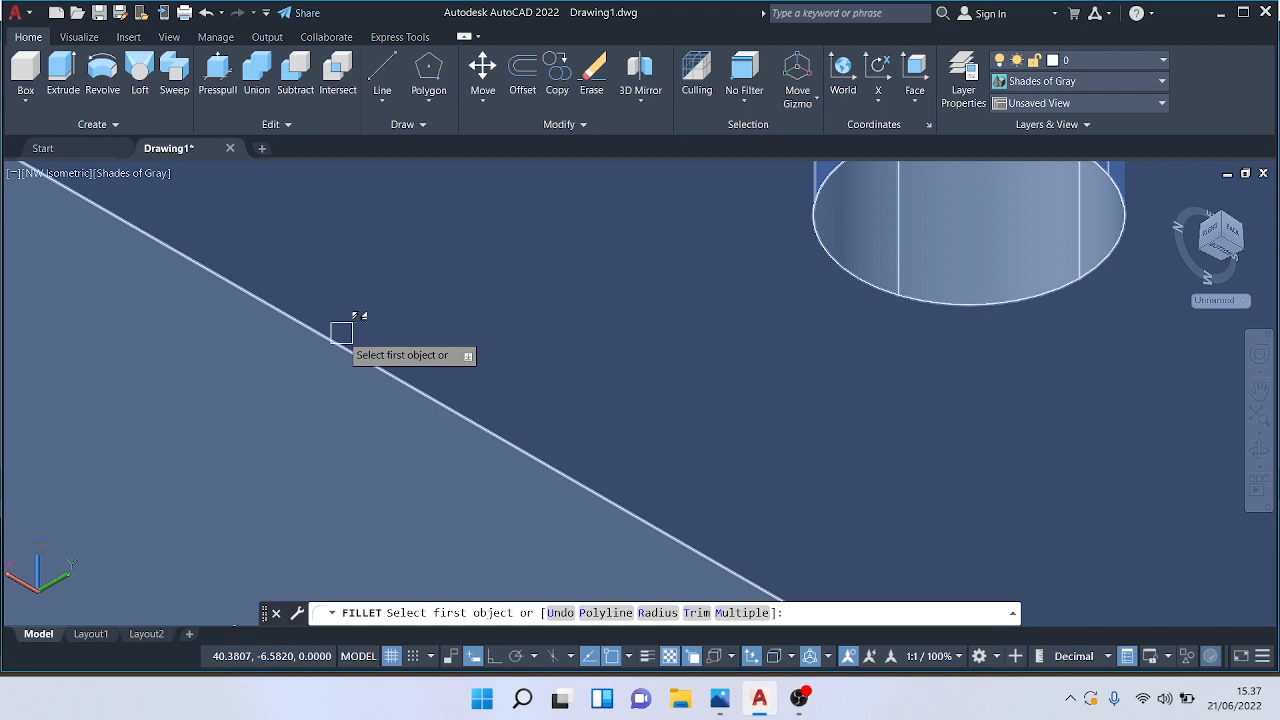 Share
Autodesk AutoCAD 2022 Drawing1.dwg
Type a keyword or phrase
Sign In
Home Visualize Insert View Manage Output Collaborate Express Tools
Box Extrude Revolve Loft Sweep
Presspull Union Subtract Intersect
Line Polygon
Move Offset Copy Erase 3D Mirror
Culling No Filter Move Gizmo
World X Face
Layer Properties
0
Shades of Gray
Unsaved View
Create Edit Draw Modify Selection Coordinates Layers & View
Start Drawing1*
[−][NW Isometric][Shades of Gray]
Unnamed
Select first object or
FILLET Select first object or [Undo Polyline Radius Trim Multiple]:
Model Layout1 Layout2
40.3807, -6.5820, 0.0000 MODEL 1:1 / 100% Decimal
15.37
21/06/2022